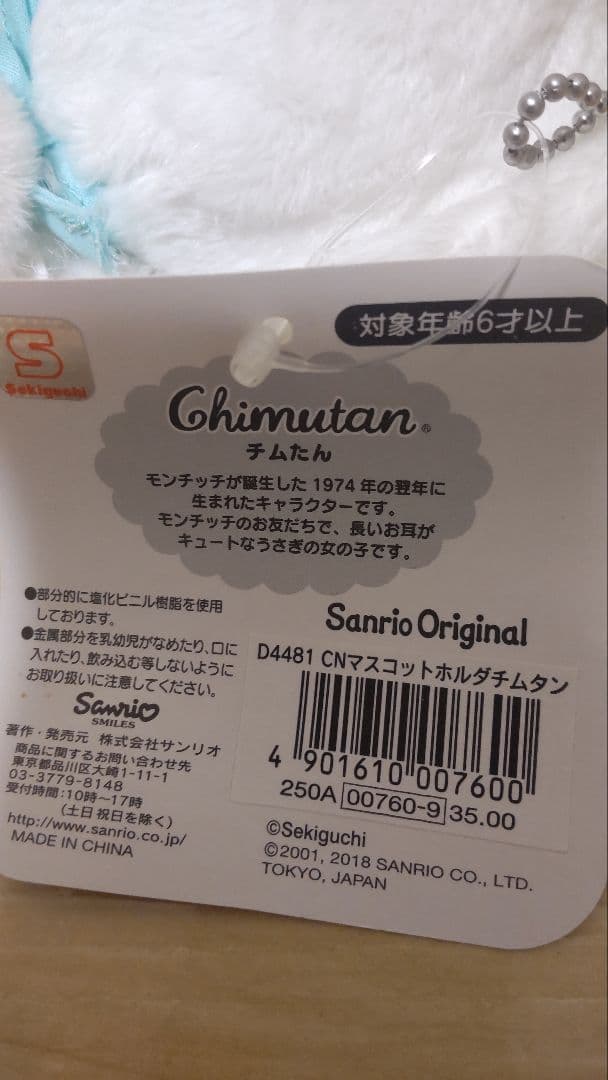 対象年齢6才以上
S
Sekiguchi
Chimutan®
チムたん
モンチッチが誕生した1974年の翌年に
生まれたキャラクターです。
モンチッチのお友だちで、長いお耳が
キュートなうさぎの女の子です。
●部分的に塩化ビニル樹脂を使用
しております。
●金属部分を乳幼児がなめたり、口に
入れたり、飲み込む等しないように
お取り扱いに注意してください。
Sanrio
SMILES
著作・発売元 株式会社サンリオ
商品に関するお問い合わせ先
東京都品川区大崎1-11-1
03-3779-8148
受付時間:10時〜17時
(土日祝日を除く)
http://www.sanrio.co.jp/
MADE IN CHINA
Sanrio Original
D4481 CNマスコットホルダチムタン
4 901610 007600
250A 00760-9 35.00
©Sekiguchi
©2001, 2018 SANRIO CO., LTD.
TOKYO, JAPAN